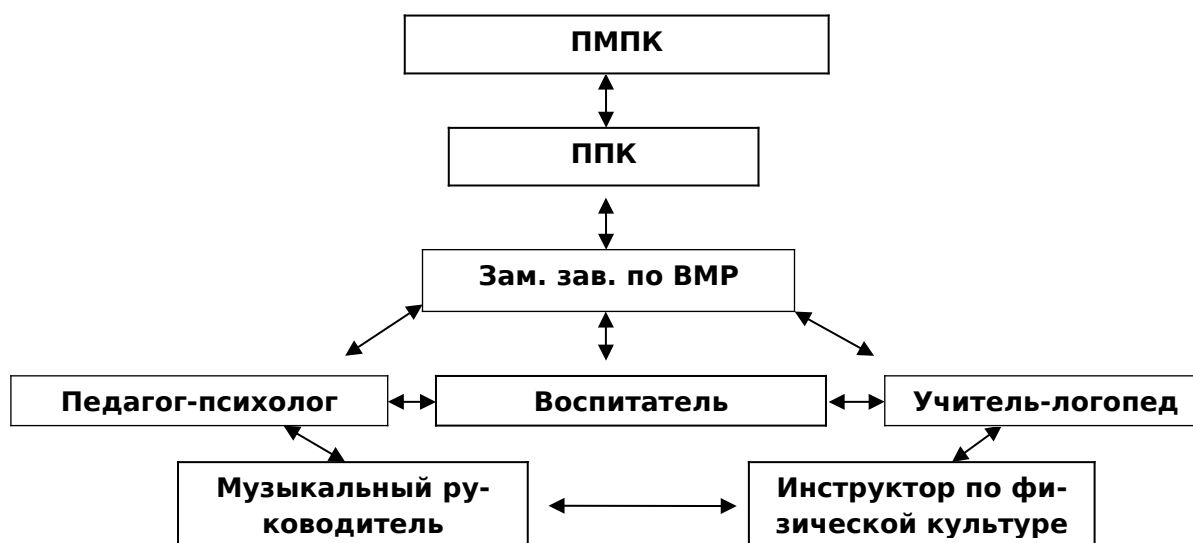 ПМПК
ППК
Зам. зав. по ВМР
Педагог-психолог
Воспитатель
Учитель-логопед
Музыкальный ру-
ководитель
Инструктор по фи-
зической культуре